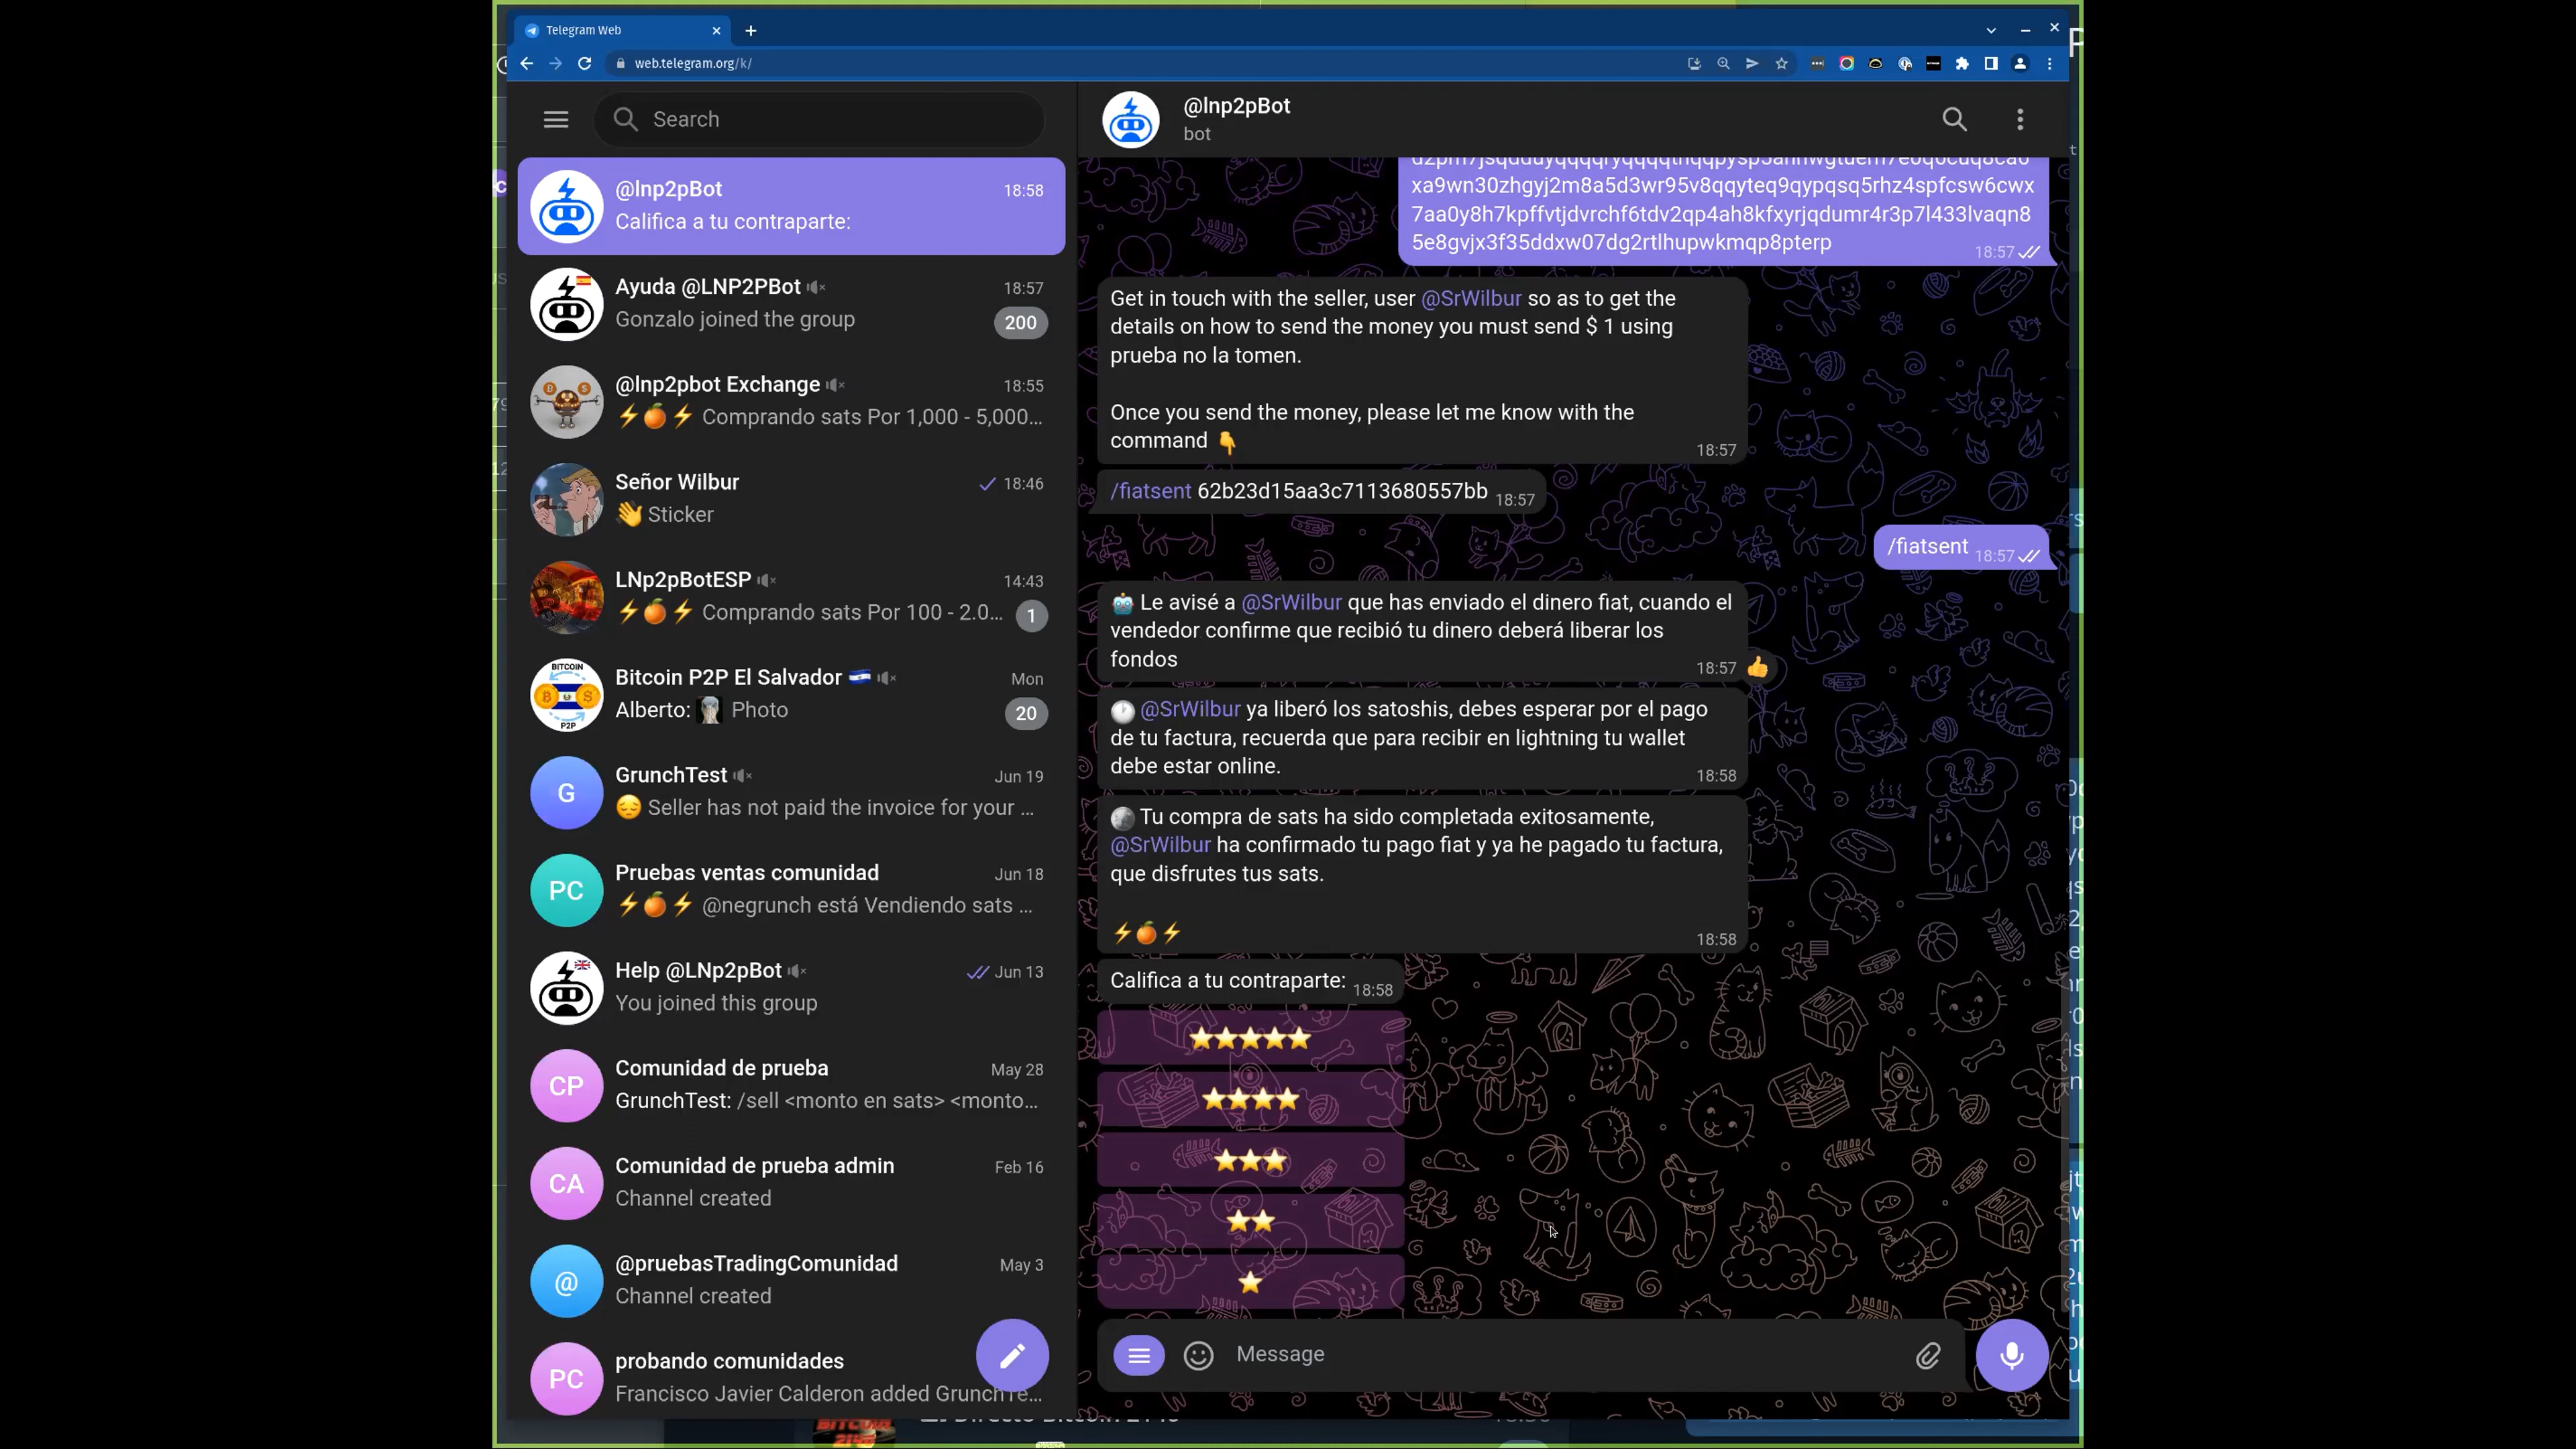 Telegram Web
web.telegram.org/k/
Search
@lnp2pBot
18:58
Califica a tu contraparte:
Ayuda @LNP2PBot
18:57
Gonzalo joined the group
200
@lnp2pbot Exchange
18:55
⚡🍊⚡ Comprando sats Por 1,000 - 5,000...
Señor Wilbur
18:46
👋 Sticker
LNp2pBotESP
14:43
⚡🍊⚡ Comprando sats Por 100 - 2.0...
1
BITCOIN
P2P
Bitcoin P2P El Salvador 🇸🇻
Mon
Alberto: Photo
20
G
GrunchTest
Jun 19
😔 Seller has not paid the invoice for your ...
PC
Pruebas ventas comunidad
Jun 18
⚡🍊⚡ @negrunch está Vendiendo sats ...
Help @LNp2pBot
Jun 13
You joined this group
CP
Comunidad de prueba
May 28
GrunchTest: /sell <monto en sats> <monto...
CA
Comunidad de prueba admin
Feb 16
Channel created
@
@pruebasTradingComunidad
May 3
Channel created
PC
probando comunidades
Francisco Javier Calderon added GrunchTe...
@lnp2pBot
bot
xa9wn30zhgyj2m8a5d3wr95v8qqyteq9qypqsq5rhz4spfcsw6cwx
7aa0y8h7kpffvtjdvrchf6tdv2qp4ah8kfxyrjqdumr4r3p7l433lvaqn8
5e8gvjx3f35ddxw07dg2rtlhupwkmqp8pterp
18:57
Get in touch with the seller, user @SrWilbur so as to get the
details on how to send the money you must send $ 1 using
prueba no la tomen.
Once you send the money, please let me know with the
command 👇
18:57
/fiatsent 62b23d15aa3c7113680557bb
18:57
/fiatsent
18:57
🤖 Le avisé a @SrWilbur que has enviado el dinero fiat, cuando el
vendedor confirme que recibió tu dinero deberá liberar los
fondos
18:57
👍
🕐 @SrWilbur ya liberó los satoshis, debes esperar por el pago
de tu factura, recuerda que para recibir en lightning tu wallet
debe estar online.
18:58
🌕 Tu compra de sats ha sido completada exitosamente,
@SrWilbur ha confirmado tu pago fiat y ya he pagado tu factura,
que disfrutes tus sats.
⚡🍊⚡
18:58
Califica a tu contraparte:
18:58
⭐⭐⭐⭐⭐
⭐⭐⭐⭐
⭐⭐⭐
⭐⭐
⭐
Message